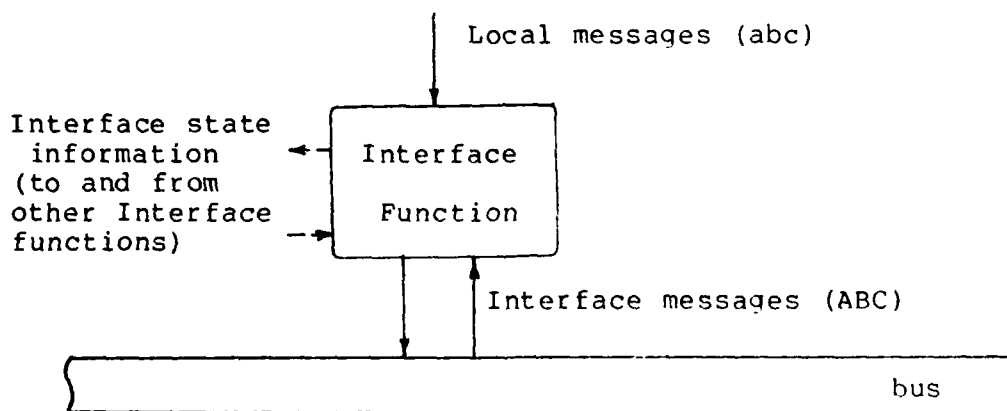 Local messages (abc)
Interface state
information
(to and from
other Interface
functions)
Interface
Function
Interface messages (ABC)
bus